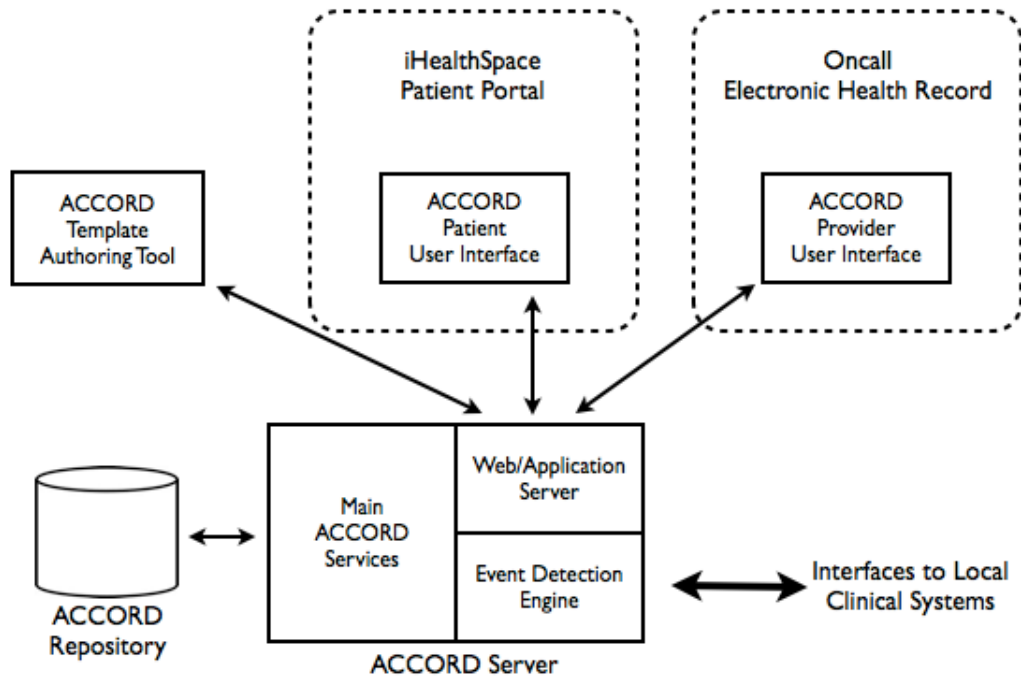 iHealthSpace
Patient Portal
Oncall
Electronic Health Record
ACCORD
Template
Authoring Tool
ACCORD
Patient
User Interface
ACCORD
Provider
User Interface
Main
ACCORD
Services
Web/Application
Server
Event Detection
Engine
Interfaces to Local
Clinical Systems
ACCORD
Repository
ACCORD Server